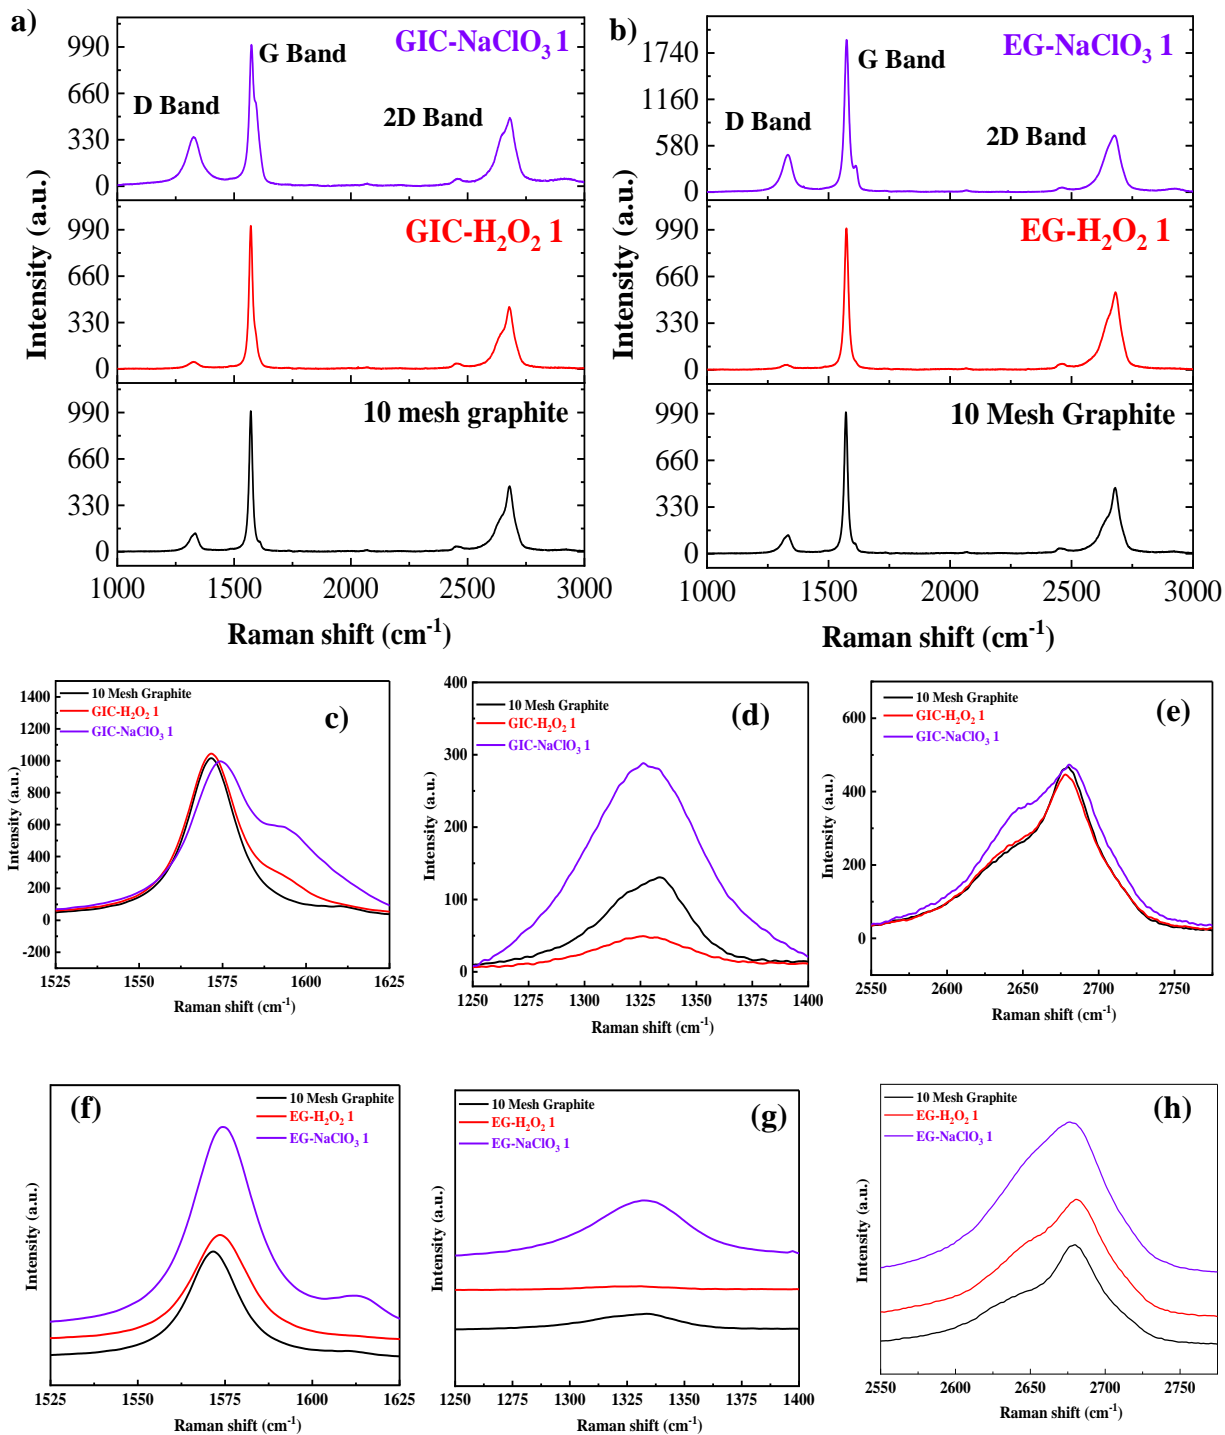 a)
GIC-NaClO₃ 1
G Band
D Band
2D Band
990
660
330
0
GIC-H₂O₂ 1
990
660
330
0
10 mesh graphite
990
660
330
0
1000 1500 2000 2500 3000
Intensity (a.u.)
Raman shift (cm⁻¹)
b)
EG-NaClO₃ 1
G Band
D Band
2D Band
1740
1160
580
0
EG-H₂O₂ 1
990
660
330
0
10 Mesh Graphite
990
660
330
0
1000 1500 2000 2500 3000
Intensity (a.u.)
Raman shift (cm⁻¹)
c)
10 Mesh Graphite
GIC-H₂O₂ 1
GIC-NaClO₃ 1
1400
1200
1000
800
600
400
200
0
-200
1525 1550 1575 1600 1625
Intensity (a.u.)
Raman shift (cm⁻¹)
(d)
10 Mesh Graphite
GIC-H₂O₂ 1
GIC-NaClO₃ 1
400
300
200
100
0
1250 1275 1300 1325 1350 1375 1400
Intensity (a.u.)
Raman shift (cm⁻¹)
(e)
10 Mesh Graphite
GIC-H₂O₂ 1
GIC-NaClO₃ 1
600
400
200
0
2550 2600 2650 2700 2750
Intensity (a.u.)
Raman shift (cm⁻¹)
(f)
10 Mesh Graphite
EG-H₂O₂ 1
EG-NaClO₃ 1
1525 1550 1575 1600 1625
Intensity (a.u.)
Raman shift (cm⁻¹)
(g)
10 Mesh Graphite
EG-H₂O₂ 1
EG-NaClO₃ 1
1250 1275 1300 1325 1350 1375 1400
Intensity (a.u.)
Raman shift (cm⁻¹)
(h)
10 Mesh Graphite
EG-H₂O₂ 1
EG-NaClO₃ 1
2550 2600 2650 2700 2750
Intensity (a.u.)
Raman shift (cm⁻¹)